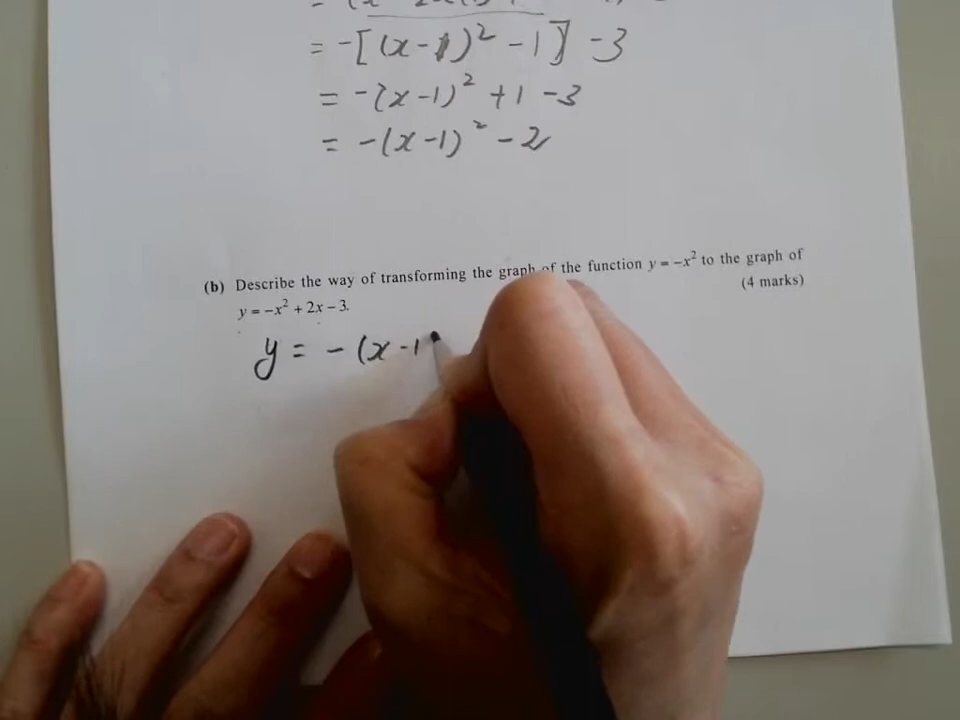 = -[(x-1)² -1] -3
= -(x-1)² +1 -3
= -(x-1)² -2
(b) Describe the way of transforming the graph of the function y = -x² to the graph of
y = -x² + 2x - 3.
(4 marks)
y = - (x -1